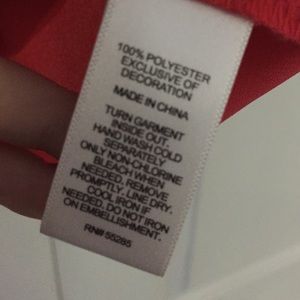 100% POLYESTER
EXCLUSIVE OF
DECORATION
MADE IN CHINA
TURN GARMENT
INSIDE OUT.
HAND WASH COLD
SEPARATELY
ONLY NON-CHLORINE
BLEACH WHEN
NEEDED. REMOVE
PROMPTLY. LINE DRY.
COOL IRON IF
NEEDED. DO NOT IRON
ON EMBELLISHMENT.
RN# 55285